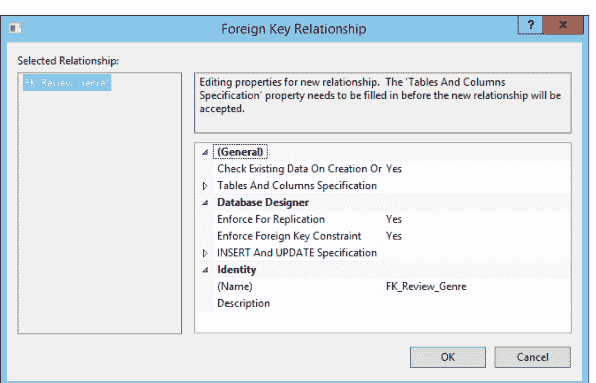 Foreign Key Relationship
?
x
Selected Relationship:
FK_Review_Genre*
Editing properties for new relationship. The 'Tables And Columns
Specification' property needs to be filled in before the new relationship will be
accepted.
(General)
Check Existing Data On Creation Or Yes
Tables And Columns Specification
Database Designer
Enforce For Replication Yes
Enforce Foreign Key Constraint Yes
INSERT And UPDATE Specification
Identity
(Name) FK_Review_Genre
Description
OK Cancel